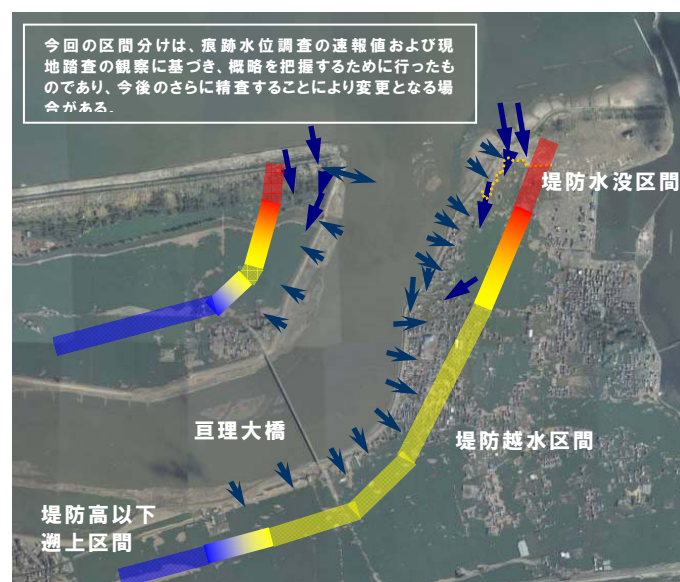 今回の区間分けは、痕跡水位調査の速報値および現
地踏査の観察に基づき、概略を把握するために行ったも
のであり、今後のさらに精査することにより変更となる場
合がある。
堤防水没区間
亘理大橋
堤防越水区間
堤防高以下
遡上区間